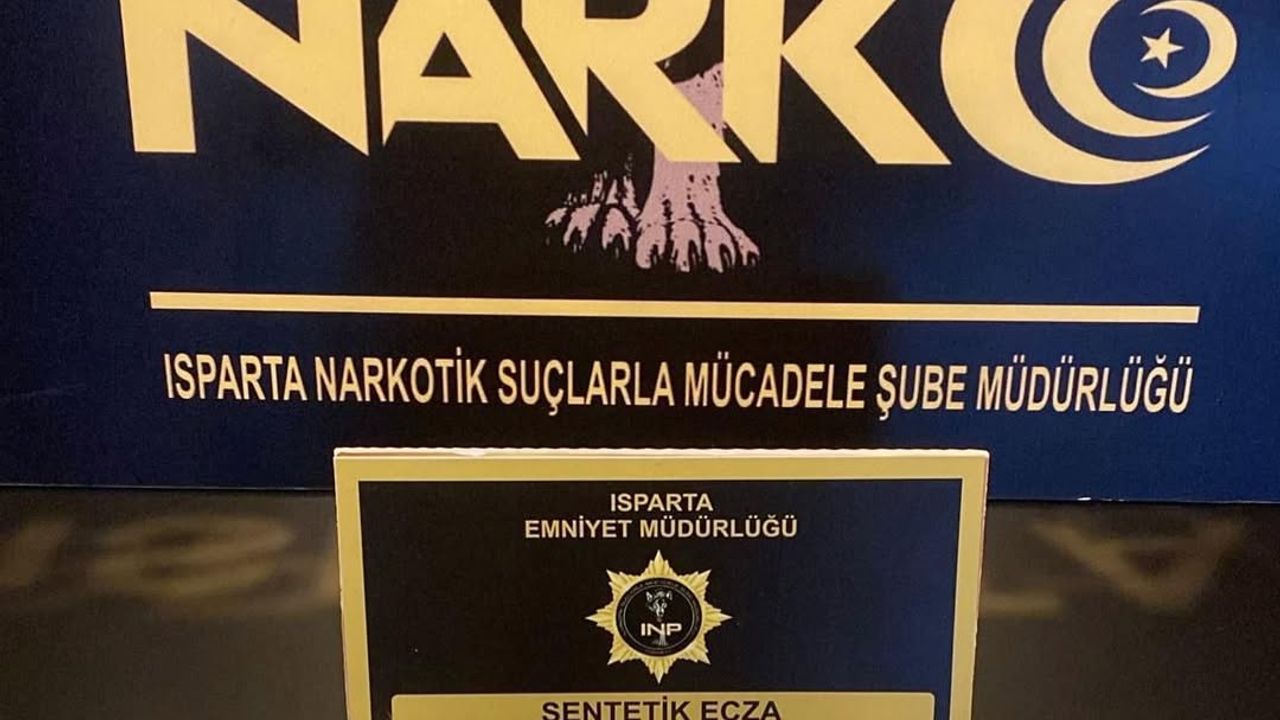 NARKO
ISPARTA NARKOTİK SUÇLARLA MÜCADELE ŞUBE MÜDÜRLÜĞÜ
ISPARTA
EMNİYET MÜDÜRLÜĞÜ
INP
SENTETİK ECZA